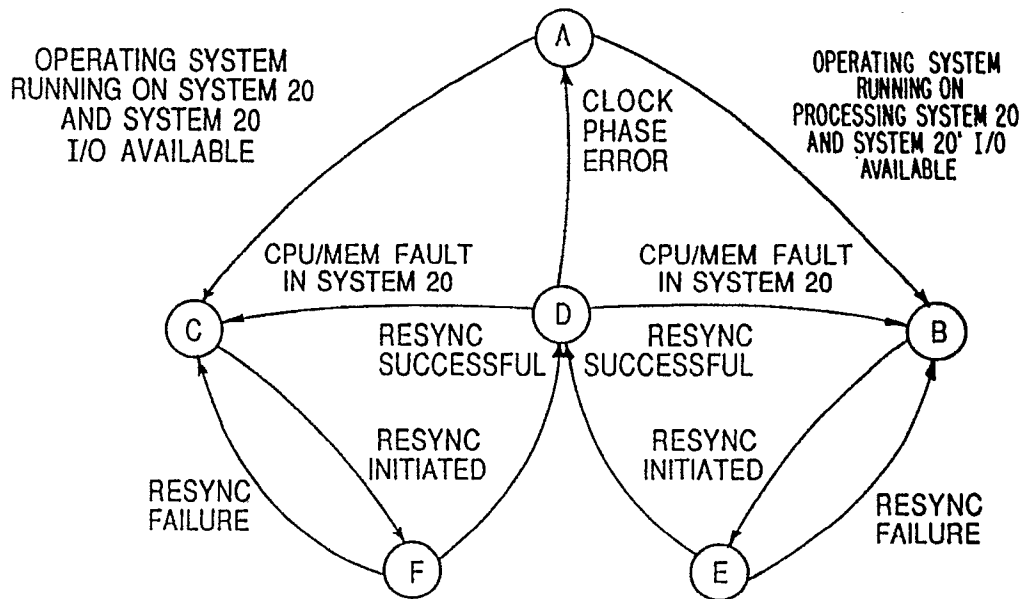 A
OPERATING SYSTEM
RUNNING ON SYSTEM 20
AND SYSTEM 20
I/O AVAILABLE
CLOCK
PHASE
ERROR
OPERATING SYSTEM
RUNNING ON
PROCESSING SYSTEM 20
AND SYSTEM 20' I/O
AVAILABLE
CPU/MEM FAULT
IN SYSTEM 20
CPU/MEM FAULT
IN SYSTEM 20
C
D
B
RESYNC
SUCCESSFUL
RESYNC
SUCCESSFUL
RESYNC
INITIATED
RESYNC
INITIATED
RESYNC
FAILURE
RESYNC
FAILURE
F
E